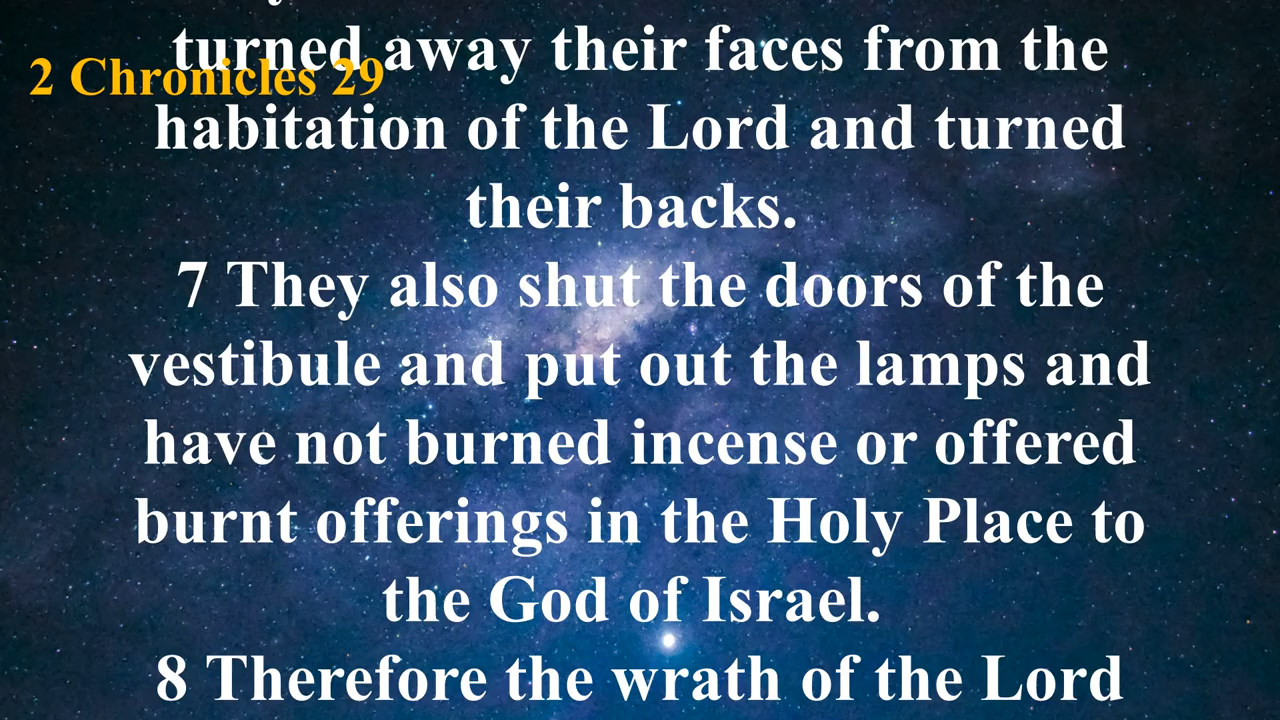 2 Chronicles 29
turned away their faces from the
habitation of the Lord and turned
their backs.
7 They also shut the doors of the
vestibule and put out the lamps and
have not burned incense or offered
burnt offerings in the Holy Place to
the God of Israel.
8 Therefore the wrath of the Lord